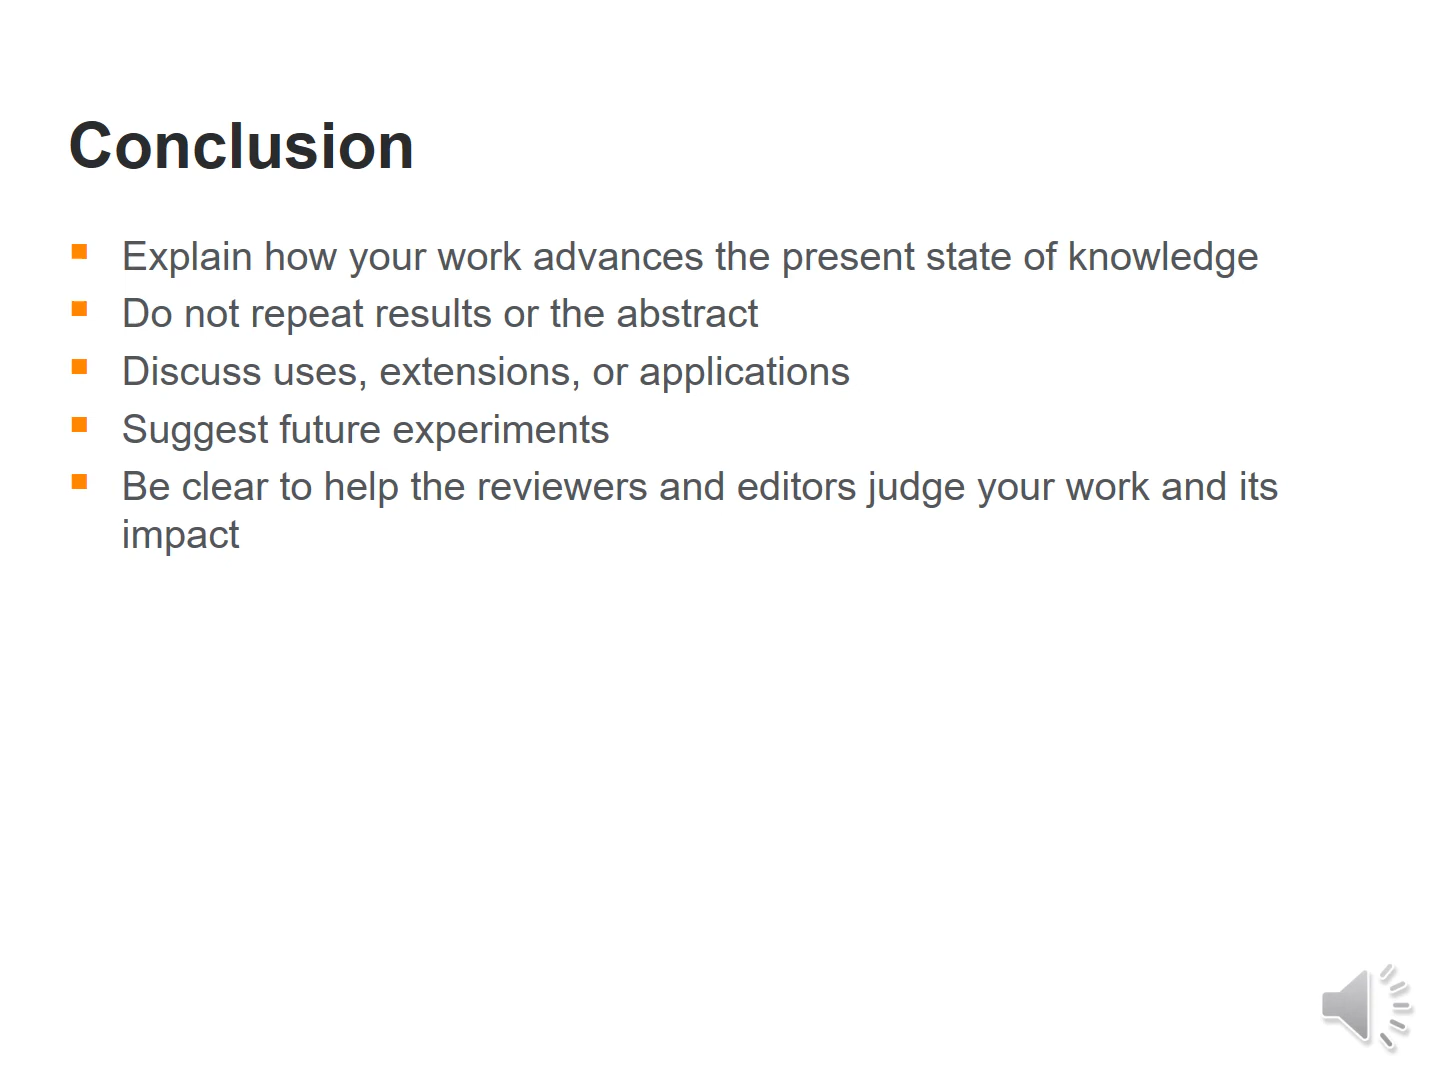 Conclusion
Explain how your work advances the present state of knowledge
Do not repeat results or the abstract
Discuss uses, extensions, or applications
Suggest future experiments
Be clear to help the reviewers and editors judge your work and its
impact